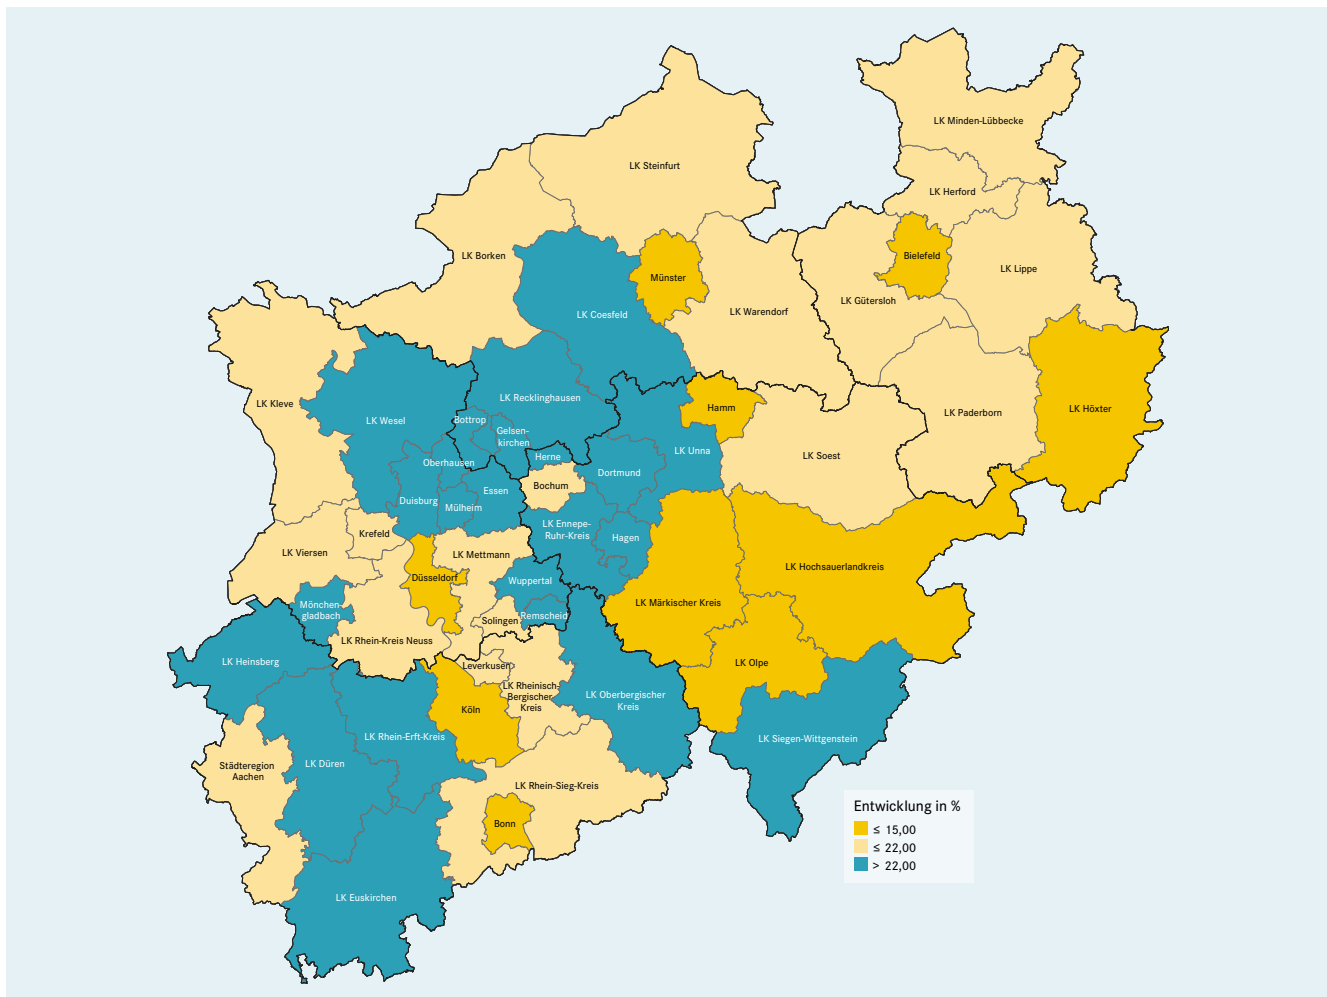 LK Minden-Lübbecke
LK Steinfurt
LK Herford
LK Borken
Bielefeld
LK Lippe
Münster
LK Gütersloh
LK Coesfeld
LK Warendorf
LK Recklinghausen
LK Kleve
Hamm
LK Paderborn
LK Höxter
LK Wesel
Bottrop
Gelsen-
kirchen
LK Unna
LK Soest
Herne
Oberhausen
Dortmund
Bochum
Essen
Duisburg
Mülheim
LK Ennepe-
Ruhr-Kreis
Krefeld
Hagen
LK Viersen
LK Mettmann
LK Hochsauerlandkreis
Düsseldorf
Wuppertal
LK Märkischer Kreis
Mönchen-
gladbach
Remscheid
Solingen
LK Rhein-Kreis Neuss
LK Heinsberg
Leverkusen
LK Olpe
LK Rheinisch-
Bergischer
Kreis
LK Oberbergischer
Kreis
Köln
LK Rhein-Erft-Kreis
LK Siegen-Wittgenstein
Städteregion
Aachen
LK Düren
LK Rhein-Sieg-Kreis
Bonn
LK Euskirchen
Entwicklung in %
≤ 15,00
≤ 22,00
> 22,00